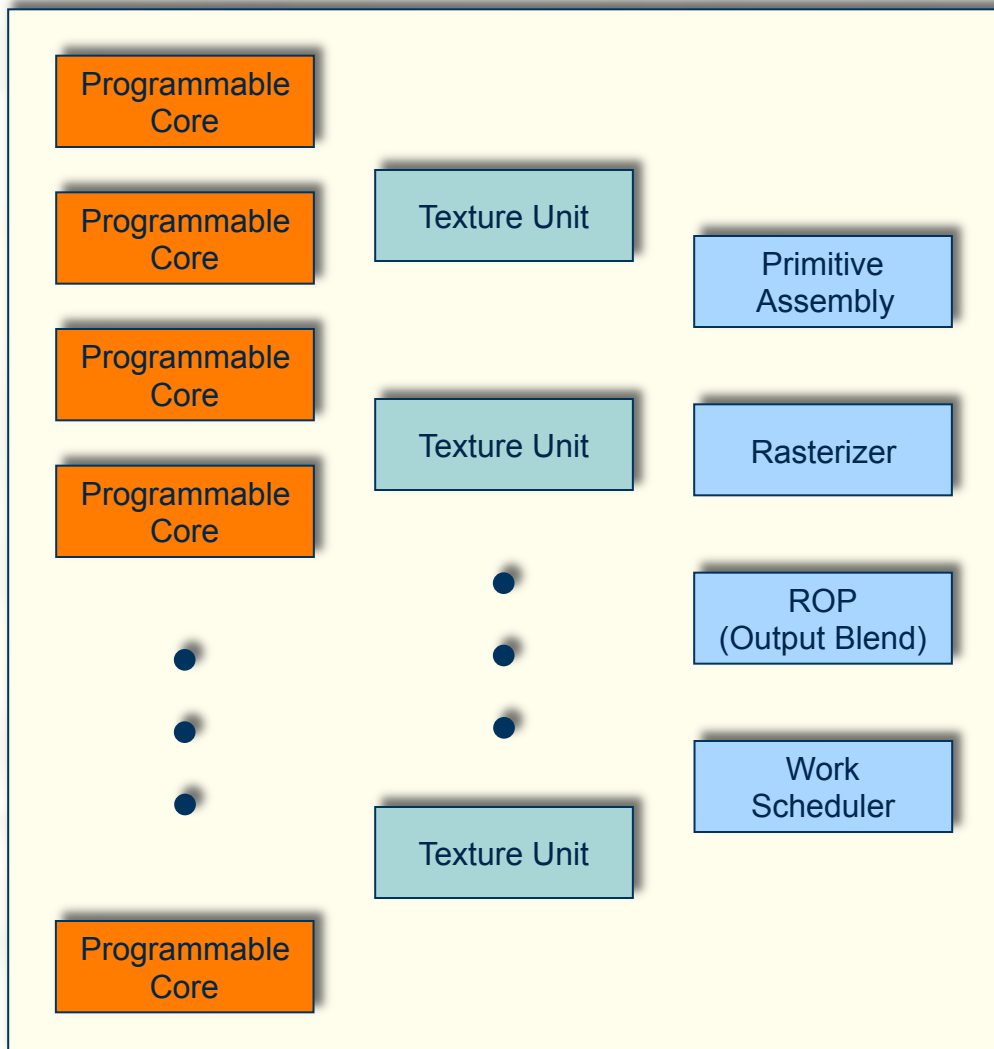 Programmable
Core
Programmable
Core
Programmable
Core
Programmable
Core
Programmable
Core
Texture Unit
Texture Unit
Texture Unit
Primitive
Assembly
Rasterizer
ROP
(Output Blend)
Work
Scheduler